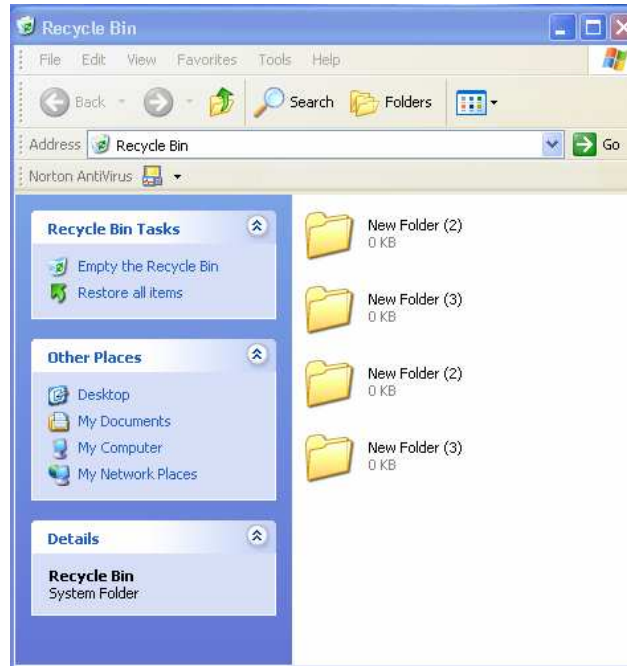 Recycle Bin
File Edit View Favorites Tools Help
Back Search Folders
Address Recycle Bin Go
Norton AntiVirus
Recycle Bin Tasks
Empty the Recycle Bin
Restore all items
Other Places
Desktop
My Documents
My Computer
My Network Places
Details
Recycle Bin
System Folder
New Folder (2)
0 KB
New Folder (3)
0 KB
New Folder (2)
0 KB
New Folder (3)
0 KB